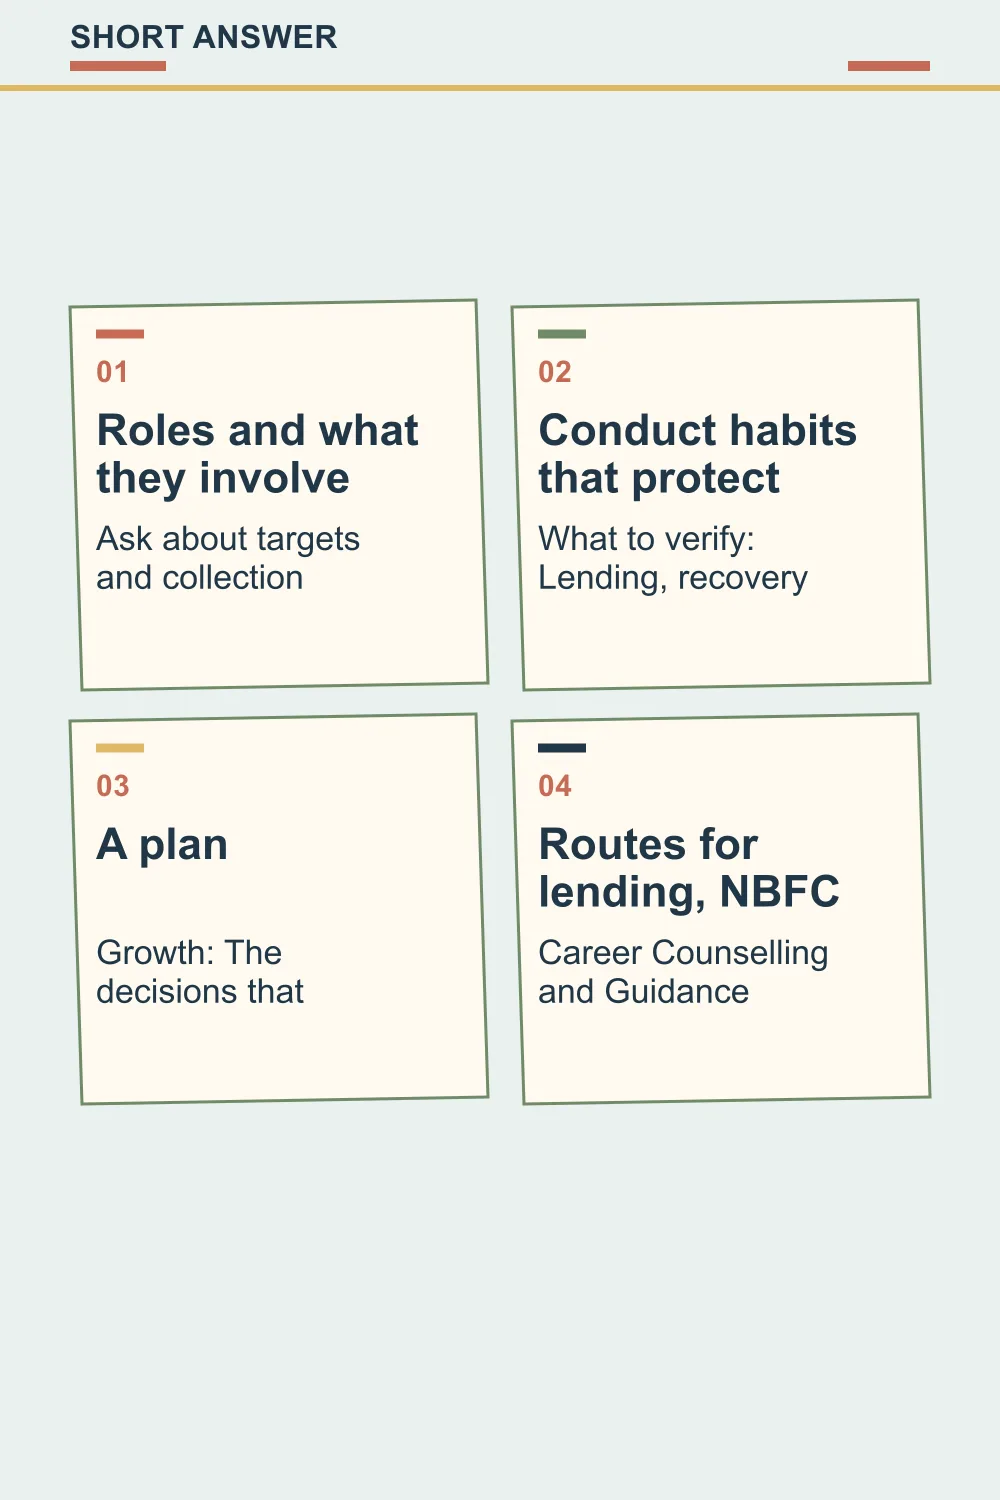 SHORT ANSWER
01
Roles and what
they involve
Ask about targets
and collection
02
Conduct habits
that protect
What to verify:
Lending, recovery
03
A plan
Growth: The
decisions that
04
Routes for
lending, NBFC
Career Counselling
and Guidance